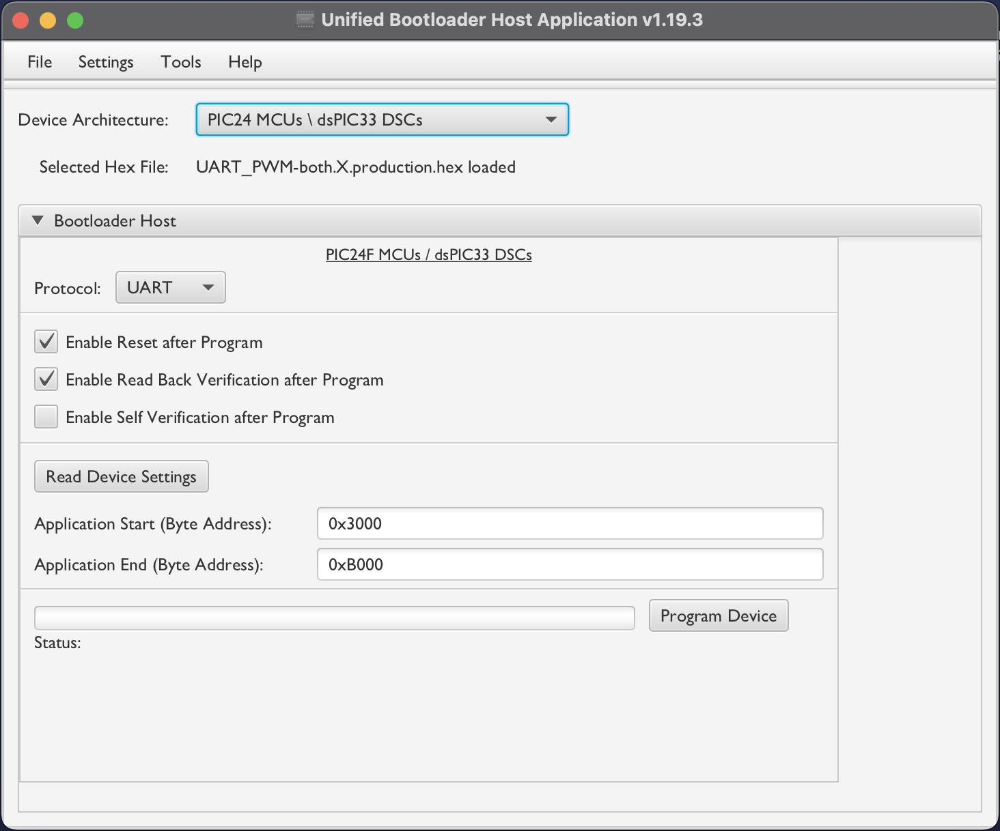 Unified Bootloader Host Application v1.19.3
File Settings Tools Help
Device Architecture: PIC24 MCUs \ dsPIC33 DSCs
Selected Hex File: UART_PWM-both.X.production.hex loaded
Bootloader Host
PIC24F MCUs / dsPIC33 DSCs
Protocol: UART
Enable Reset after Program
Enable Read Back Verification after Program
Enable Self Verification after Program
Read Device Settings
Application Start (Byte Address): 0x3000
Application End (Byte Address): 0xB000
Program Device
Status: